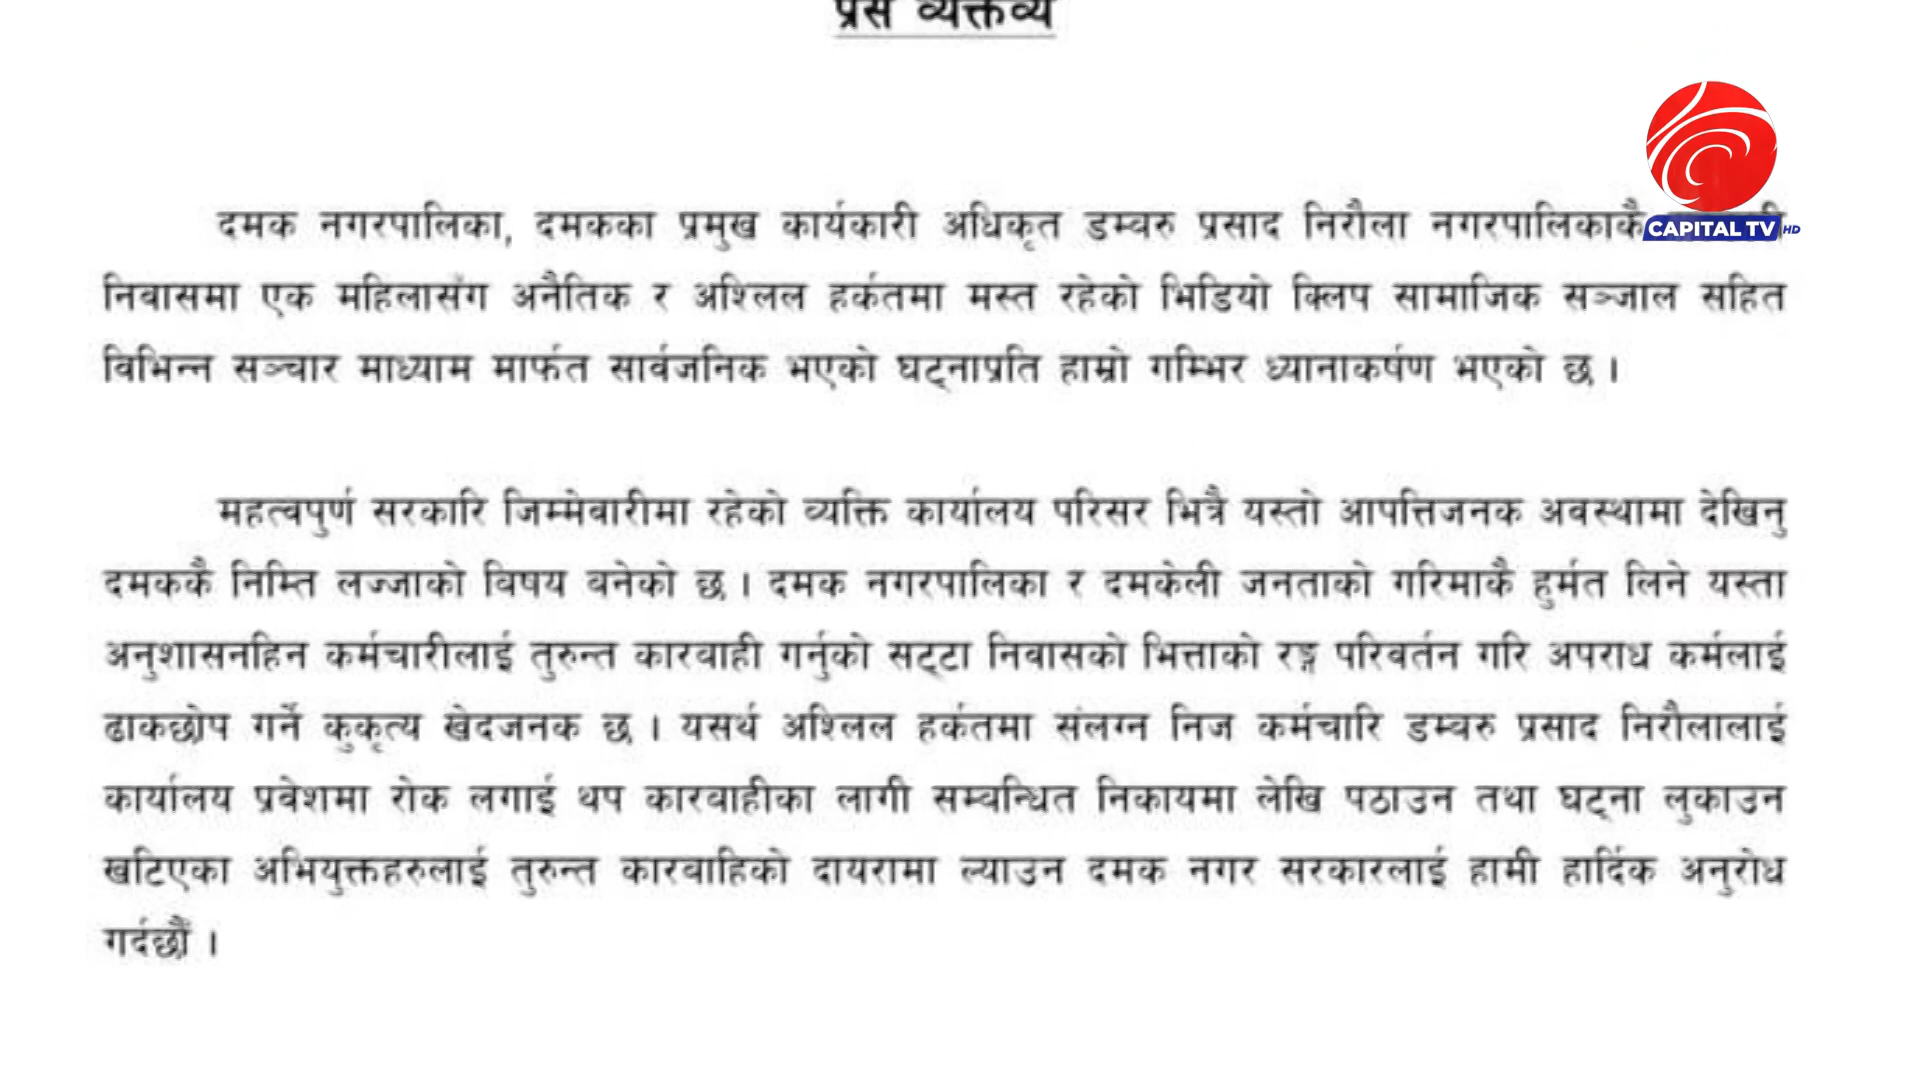 प्रेस व्यक्तव्य
CAPITAL TV HD
दमक नगरपालिका, दमकका प्रमुख कार्यकारी अधिकृत डम्वरु प्रसाद निरौला नगरपालिकाकै
निवासमा एक महिलासंग अनैतिक र अश्लिल हर्कतमा मस्त रहेको भिडियो क्लिप सामाजिक सञ्जाल सहित
विभिन्न सञ्चार माध्याम मार्फत सार्वजनिक भएको घट्नाप्रति हाम्रो गम्भिर ध्यानाकर्षण भएको छ ।
महत्वपुर्ण सरकारि जिम्मेबारीमा रहेको व्यक्ति कार्यालय परिसर भित्रै यस्तो आपत्तिजनक अवस्थामा देखिनु
दमककै निम्ति लज्जाको विषय बनेको छ । दमक नगरपालिका र दमकेली जनताको गरिमाकै हुर्मत लिने यस्ता
अनुशासनहिन कर्मचारीलाई तुरुन्त कारवाही गर्नुको सट्टा निवासको भित्ताको रङ्ग परिवर्तन गरि अपराध कर्मलाई
ढाकछोप गर्ने कुकृत्य खेदजनक छ । यसर्थ अश्लिल हर्कतमा संलग्न निज कर्मचारि डम्वरु प्रसाद निरौलालाई
कार्यालय प्रवेशमा रोक लगाई थप कारवाहीका लागी सम्वन्धित निकायमा लेखि पठाउन तथा घट्ना लुकाउन
खटिएका अभियुक्तहरुलाई तुरुन्त कारवाहिको दायरामा ल्याउन दमक नगर सरकारलाई हामी हार्दिक अनुरोध
गर्दछौं ।